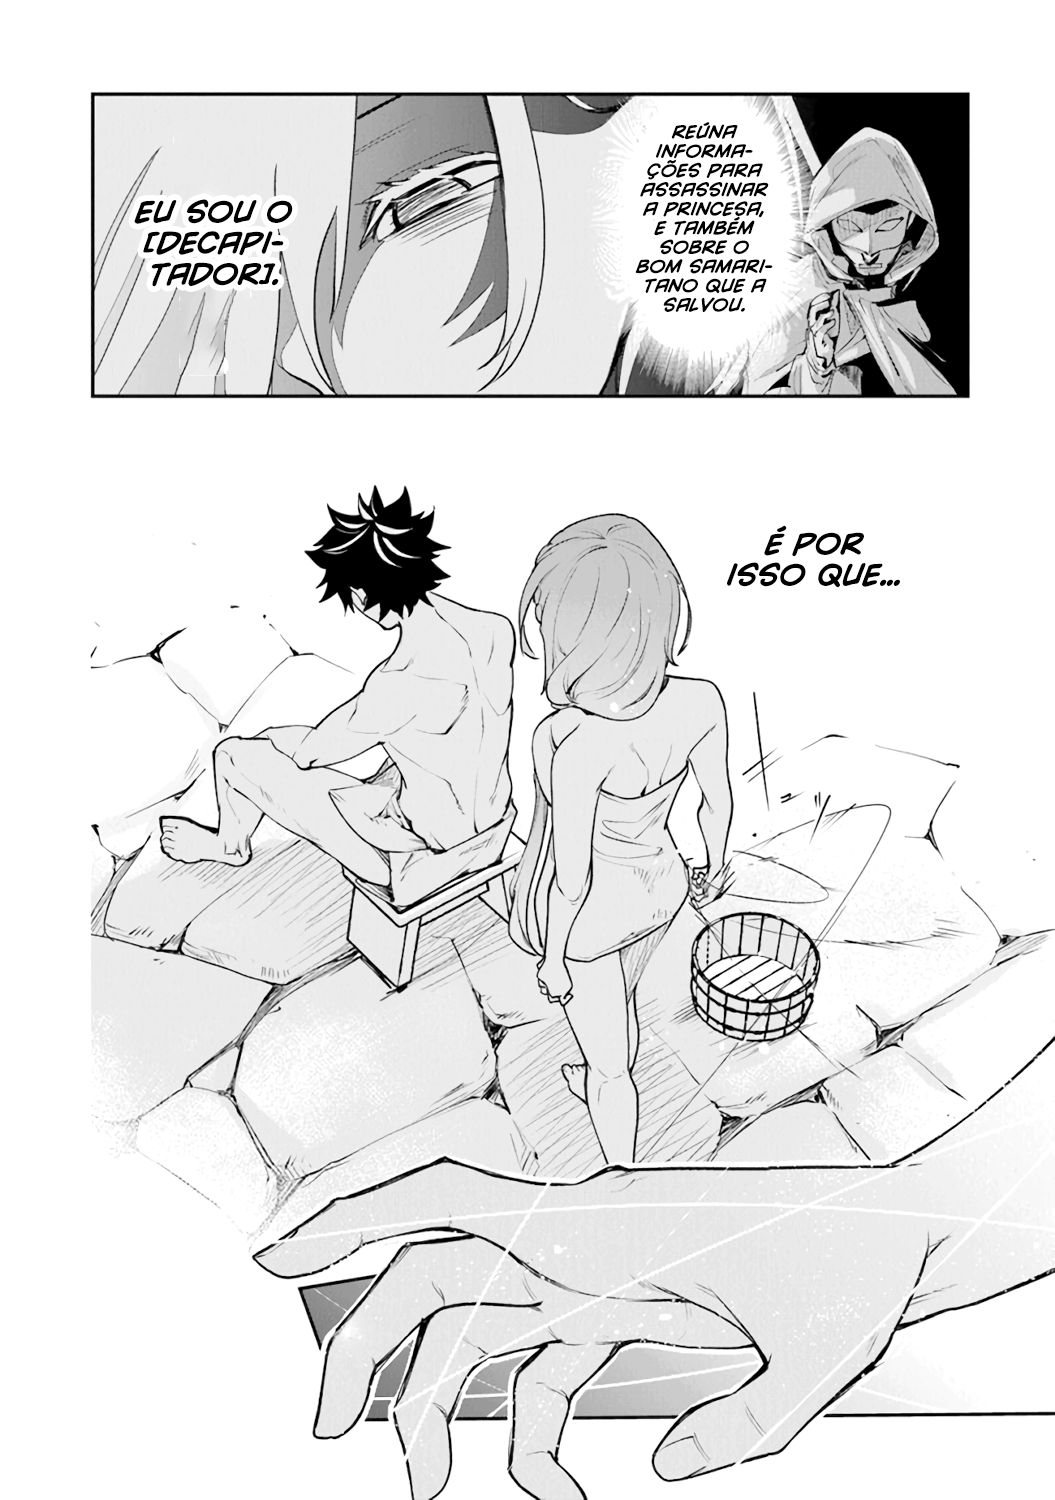 REÚNA
INFORMA-
ÇÕES PARA
ASSASSINAR
A PRINCESA,
E TAMBÉM
SOBRE O
BOM SAMARI-
TANO QUE A
SALVOU.
EU SOU O
[DECAPI-
TADOR].
É POR
ISSO QUE...